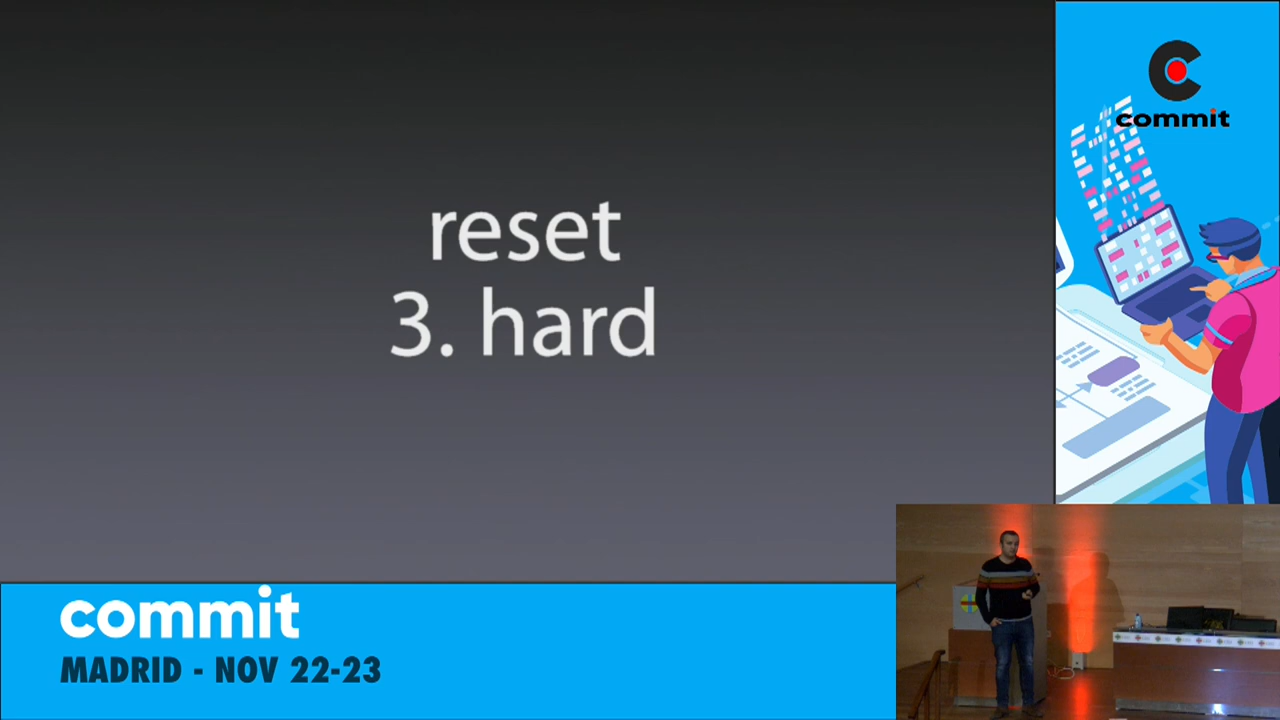 reset
3. hard
commit
commit
MADRID - NOV 22-23